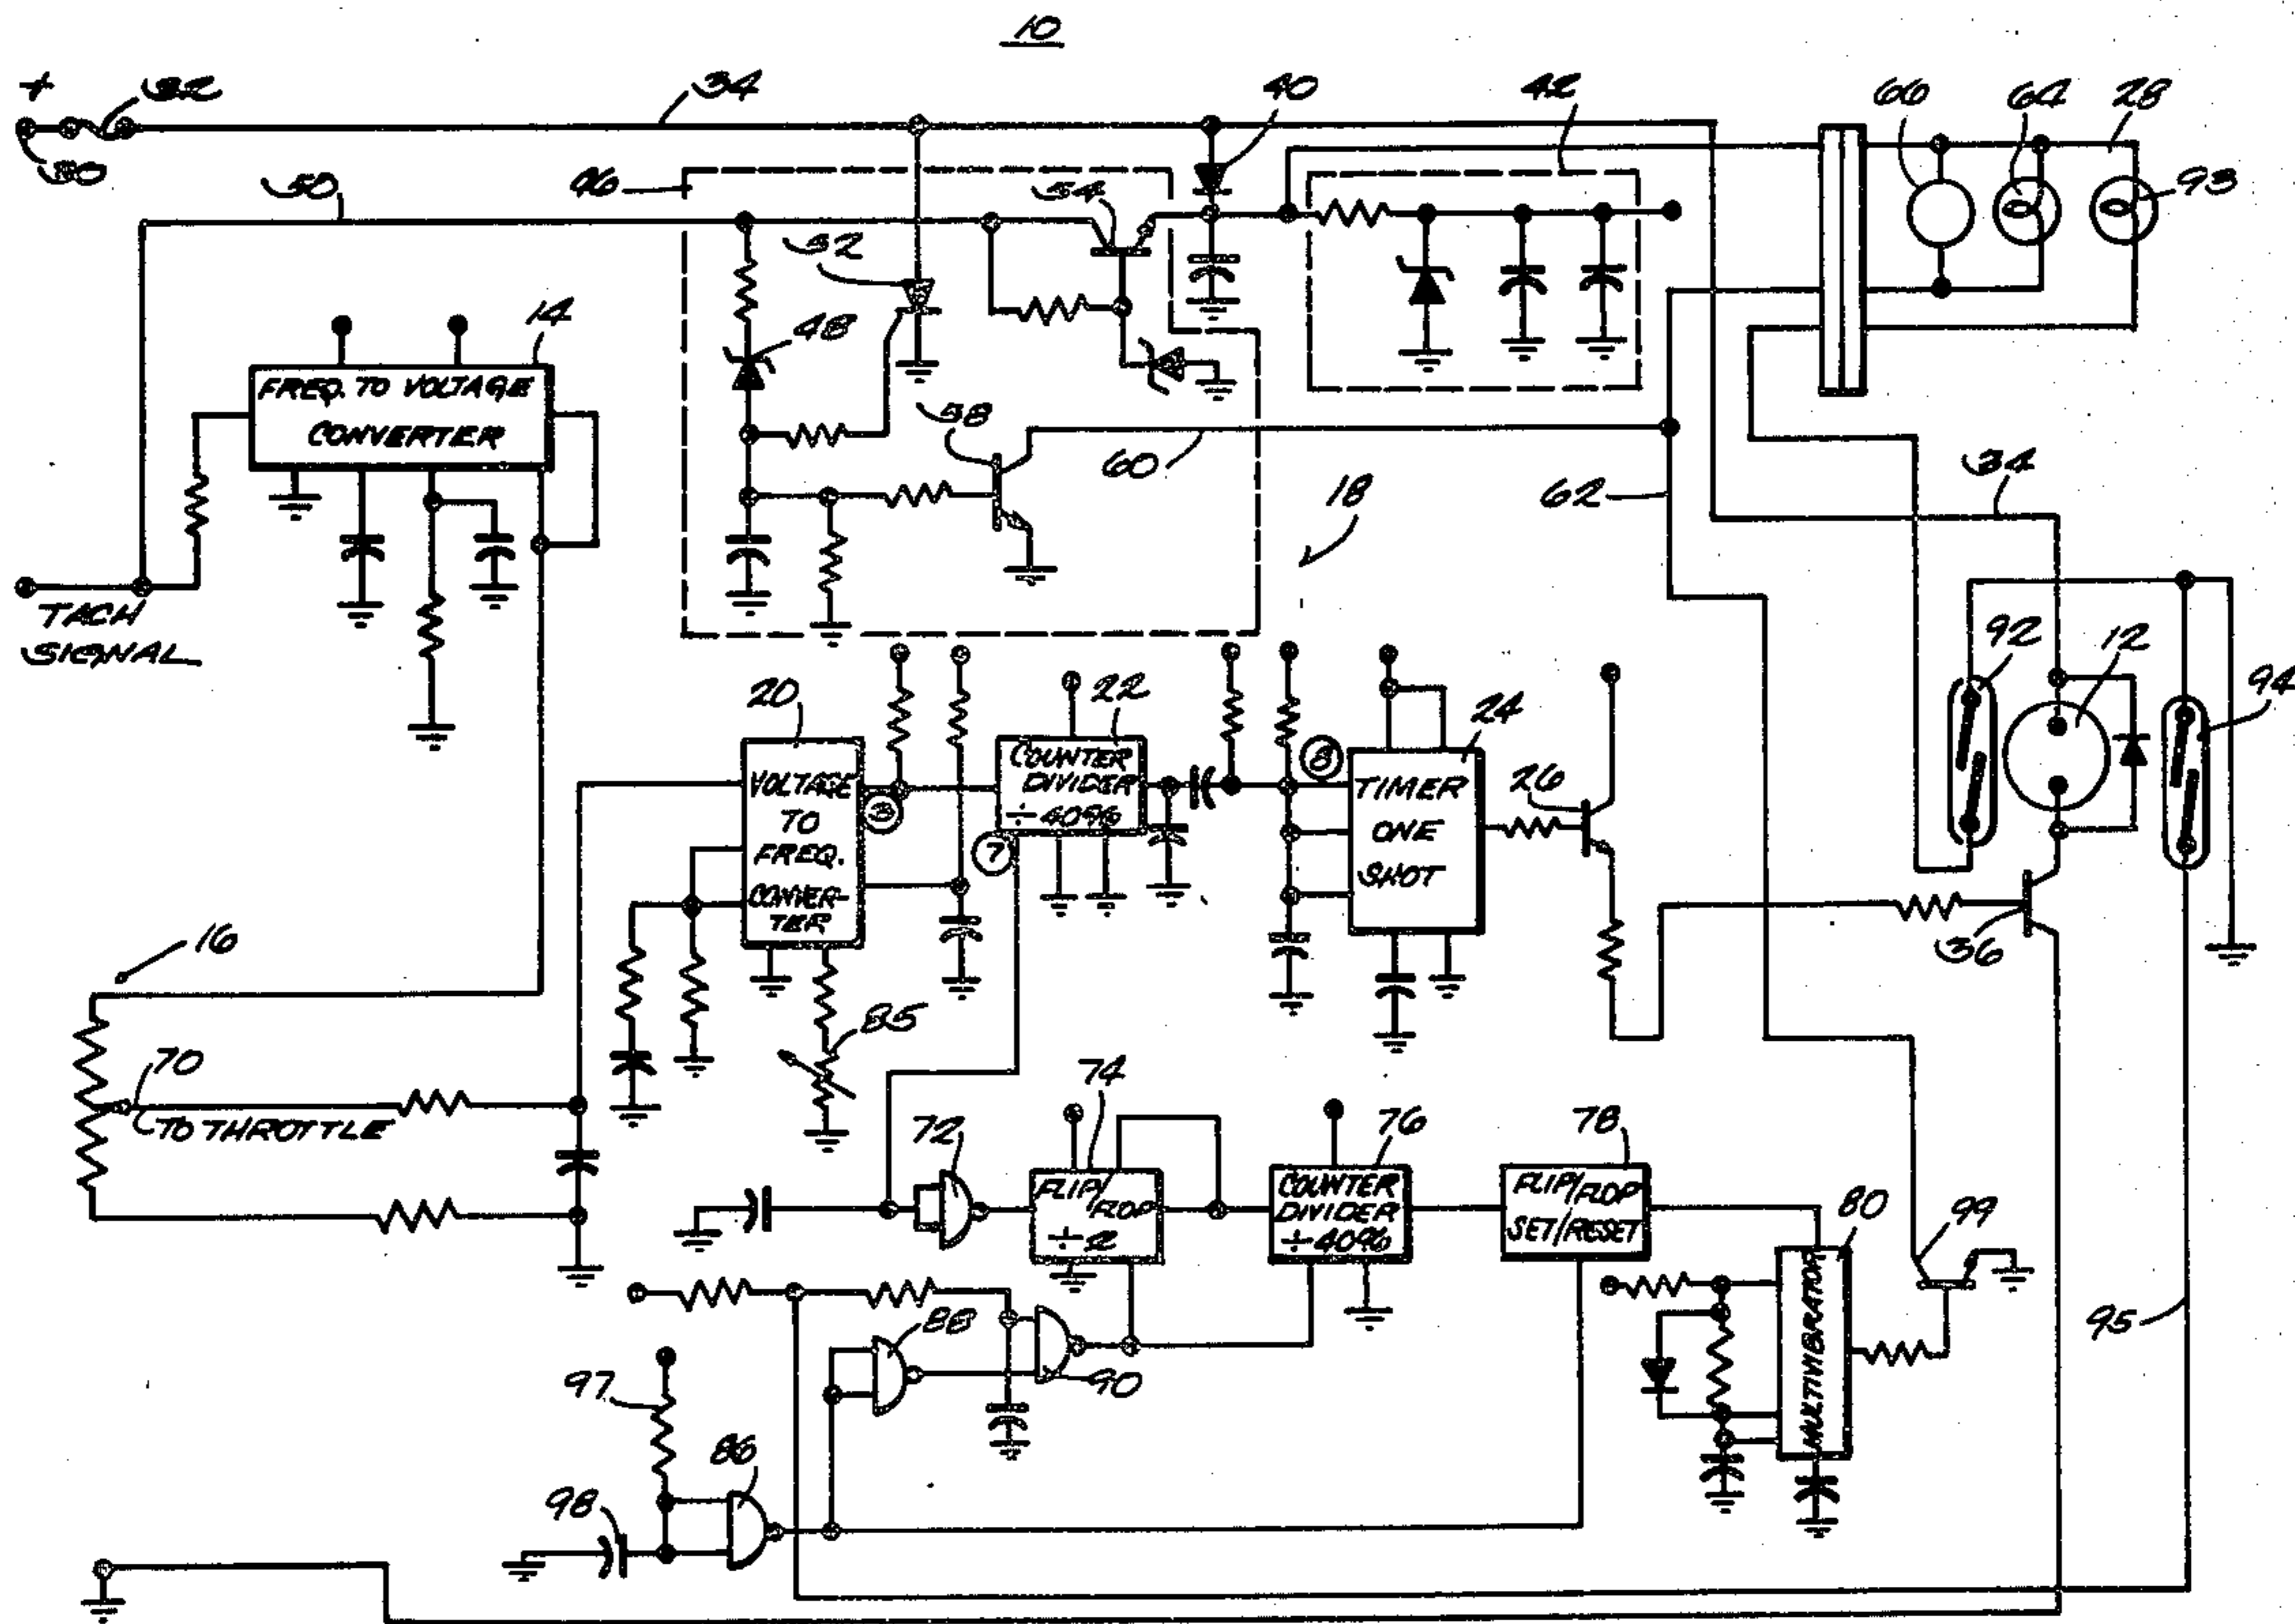 10
+
32
34
40
42
66
64
28
30
50
46
54
93
52
14
48
FREQ. TO VOLTAGE
CONVERTER
58
60
18
62
34
TACH
SIGNAL
92
12
94
20
22
24
3
7
8
VOLTAGE
TO
FREQ.
CONVER-
TER
COUNTER
DIVIDER
÷ 4096
TIMER
ONE
SHOT
26
36
16
85
70
TO THROTTLE
72
74
76
78
80
99
FLIP/
FLOP
÷ 2
COUNTER
DIVIDER
÷ 4096
FLIP/FLOP
SET/RESET
MULTIVIBRATOR
88
90
95
97
86
98